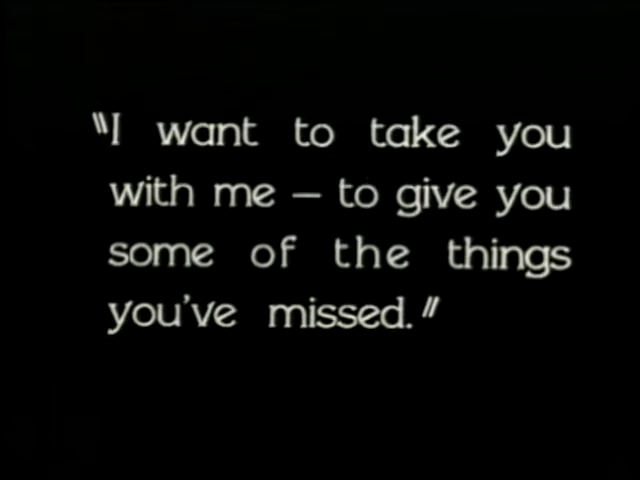 "I want to take you
with me — to give you
some of the things
you've missed."